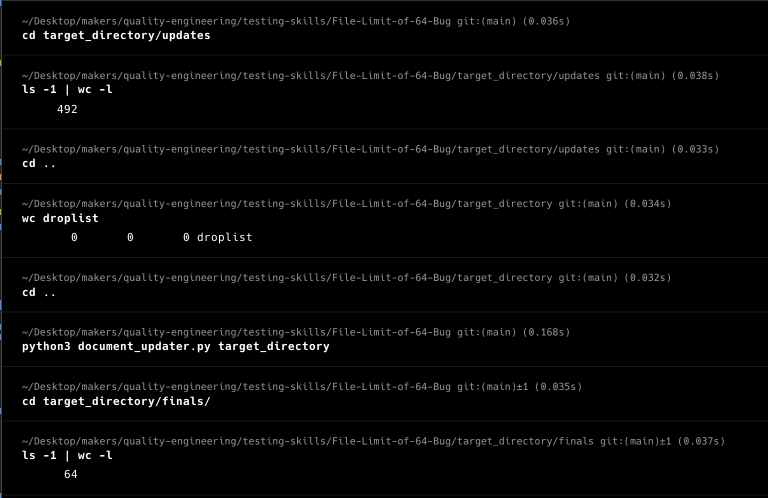 ~/Desktop/makers/quality-engineering/testing-skills/File-Limit-of-64-Bug git:(main) (0.036s)
cd target_directory/updates
~/Desktop/makers/quality-engineering/testing-skills/File-Limit-of-64-Bug/target_directory/updates git:(main) (0.038s)
ls -1 | wc -l
492
~/Desktop/makers/quality-engineering/testing-skills/File-Limit-of-64-Bug/target_directory/updates git:(main) (0.033s)
cd ..
~/Desktop/makers/quality-engineering/testing-skills/File-Limit-of-64-Bug/target_directory git:(main) (0.034s)
wc droplist
0 0 0 droplist
~/Desktop/makers/quality-engineering/testing-skills/File-Limit-of-64-Bug/target_directory git:(main) (0.032s)
cd ..
~/Desktop/makers/quality-engineering/testing-skills/File-Limit-of-64-Bug git:(main) (0.168s)
python3 document_updater.py target_directory
~/Desktop/makers/quality-engineering/testing-skills/File-Limit-of-64-Bug git:(main)±1 (0.035s)
cd target_directory/finals/
~/Desktop/makers/quality-engineering/testing-skills/File-Limit-of-64-Bug/target_directory/finals git:(main)±1 (0.037s)
ls -1 | wc -l
64